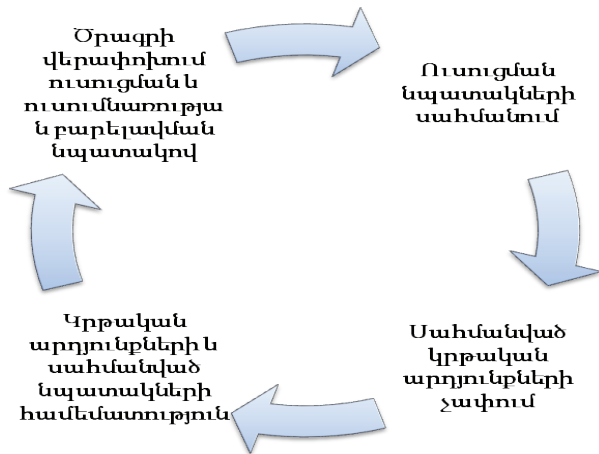 Ծրագրի
վերափոխում
ուսուցման և
ուսումնառությա
ն բարելավման
նպատակով
Ուսուցման
նպատակների
սահմանում
Սահմանված
կրթական
արդյունքների
չափում
Կրթական
արդյունքների և
սահմանված
նպատակների
համեմատություն